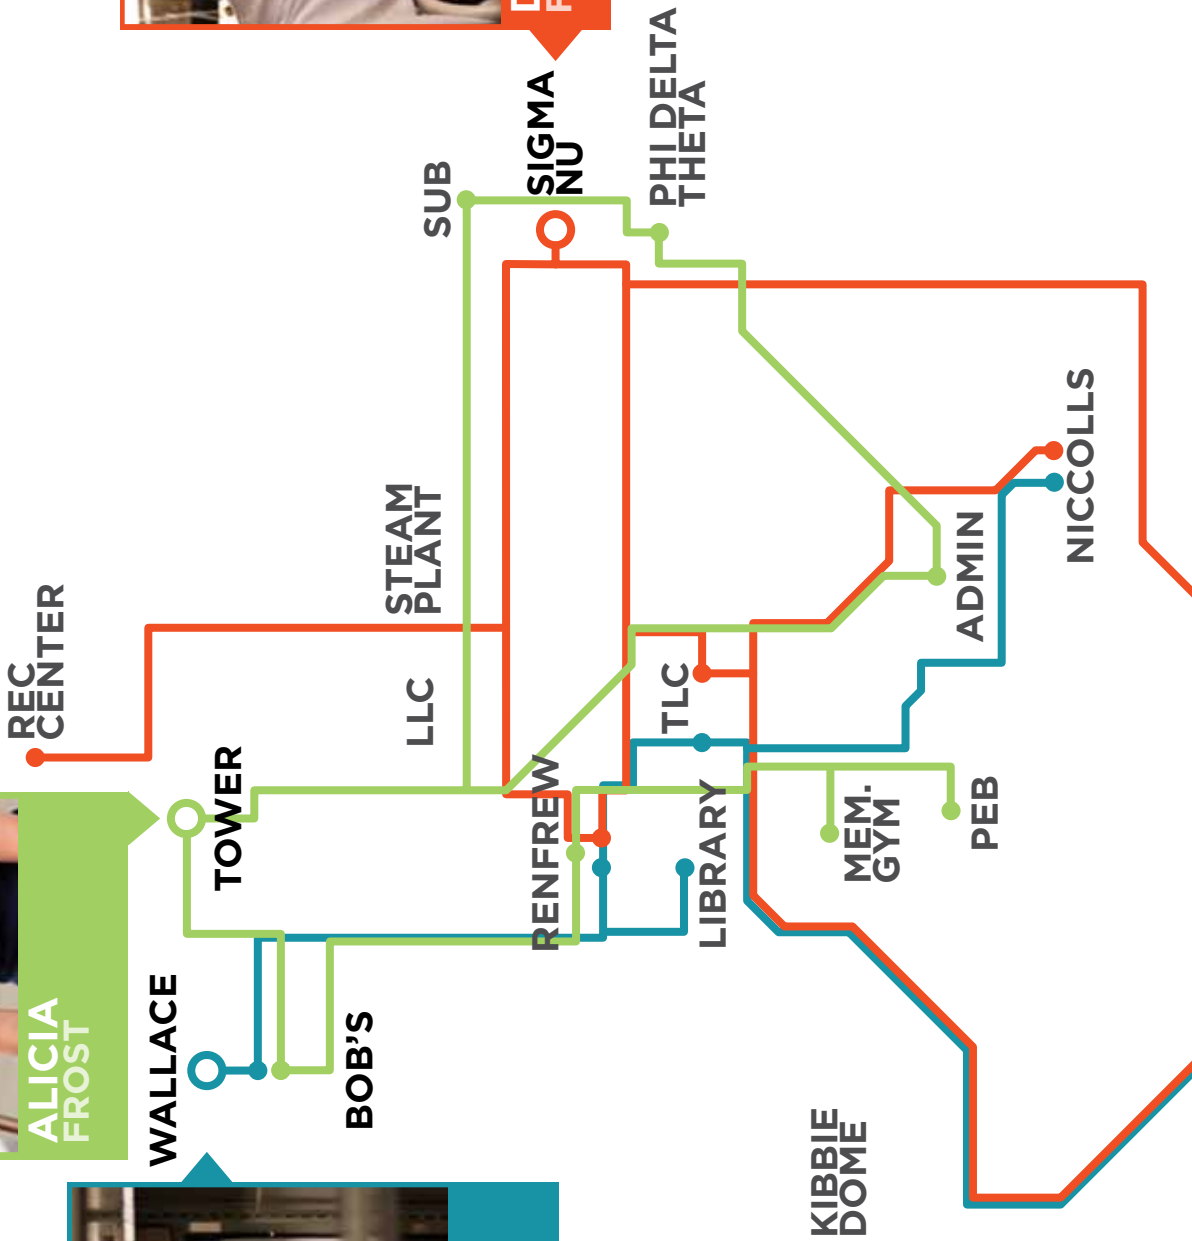 SIGMA
NU
PHI DELTA
THETA
SUB
STEAM
PLANT
REC
CENTER
LLC
TOWER
NICCOLLS
ADMIN
TLC
RENFREW
LIBRARY
MEM.
GYM
PEB
ALICIA
FROST
WALLACE
BOB'S
KIBBIE
DOME